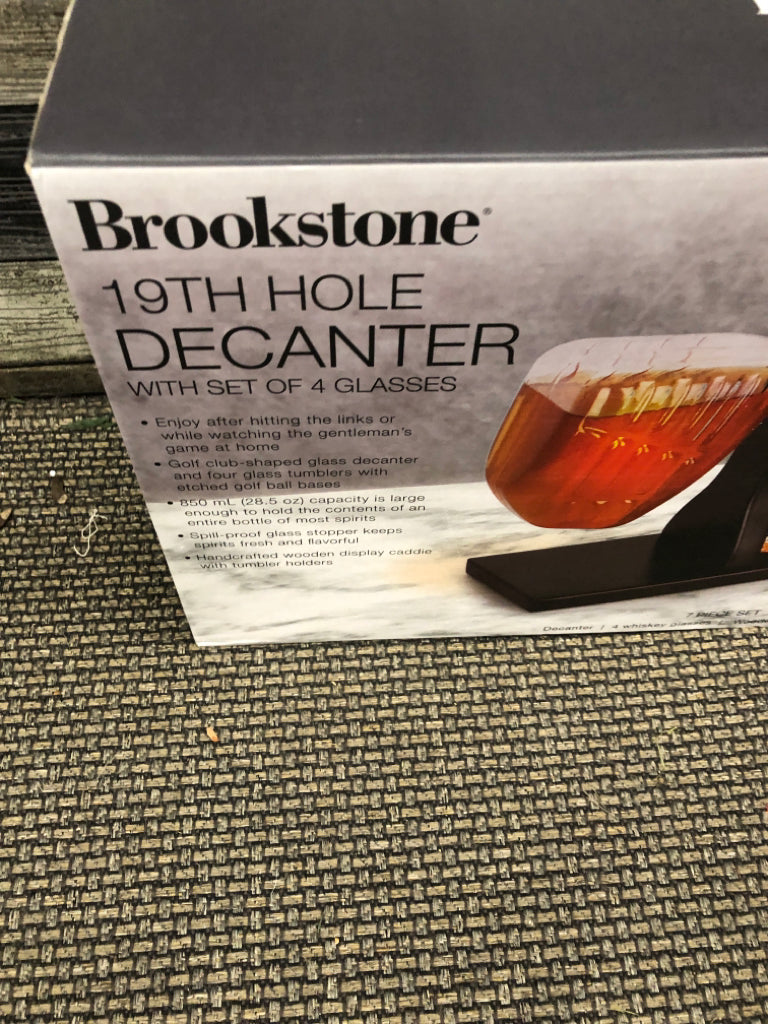 Brookstone®
19TH HOLE
DECANTER
WITH SET OF 4 GLASSES
• Enjoy after hitting the links or
while watching the gentleman's
game at home
• Golf club-shaped glass decanter
and four glass tumblers with
etched golf ball bases
• 850 mL (28.5 oz) capacity is large
enough to hold the contents of an
entire bottle of most spirits
• Spill-proof glass stopper keeps
spirits fresh and flavorful
• Handcrafted wooden display caddie
with tumbler holders
7 PIECE SET
Decanter | 4 whiskey glasses